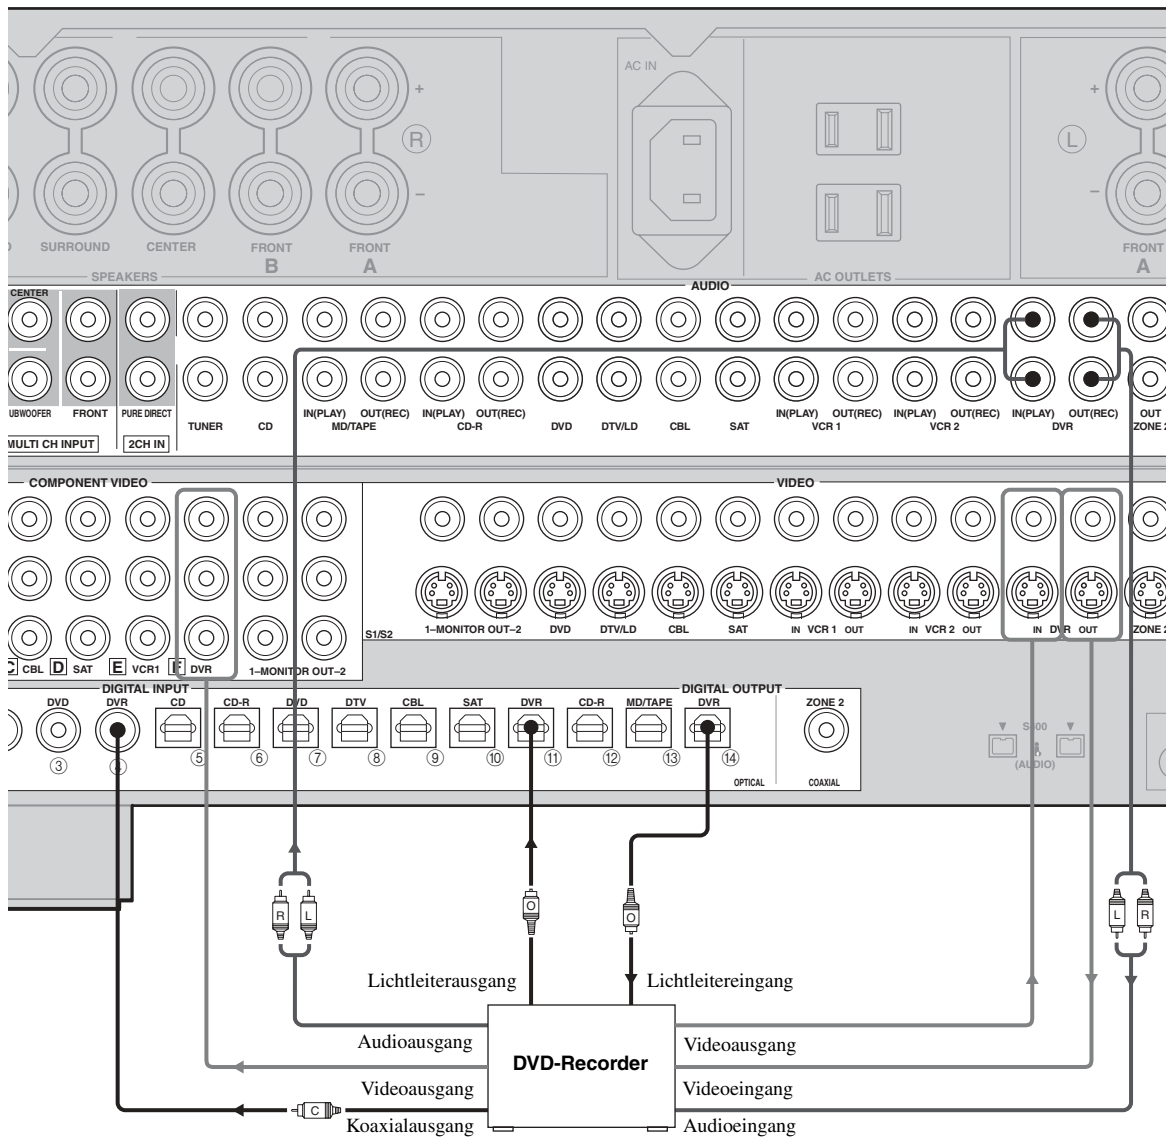 AC IN
+ R + L
− −
SURROUND CENTER FRONT B FRONT A FRONT A
SPEAKERS AC OUTLETS
AUDIO
CENTER
UBWOOFER FRONT PURE DIRECT TUNER CD IN(PLAY) OUT(REC) IN(PLAY) OUT(REC) DVD DTV/LD CBL SAT IN(PLAY) OUT(REC) IN(PLAY) OUT(REC) IN(PLAY) OUT(REC) OUT
MULTI CH INPUT 2CH IN MD/TAPE CD-R VCR 1 VCR 2 DVR ZONE 2
COMPONENT VIDEO VIDEO
1–MONITOR OUT–2 DVD DTV/LD CBL SAT IN VCR 1 OUT IN VCR 2 OUT IN DVR OUT ZONE 2
S1/S2
C CBL D SAT E VCR1 F DVR 1–MONITOR OUT–2
DIGITAL INPUT DIGITAL OUTPUT
DVD DVR CD CD-R DVD DTV CBL SAT DVR CD-R MD/TAPE DVR ZONE 2
③ ④ ⑤ ⑥ ⑦ ⑧ ⑨ ⑩ ⑪ ⑫ ⑬ ⑭
OPTICAL COAXIAL
S400
(AUDIO)
R L O O L R
Lichtleiterausgang Lichtleitereingang
Audioausgang Videoausgang
DVD-Recorder
Videoausgang Videoeingang
C
Koaxialausgang Audioeingang